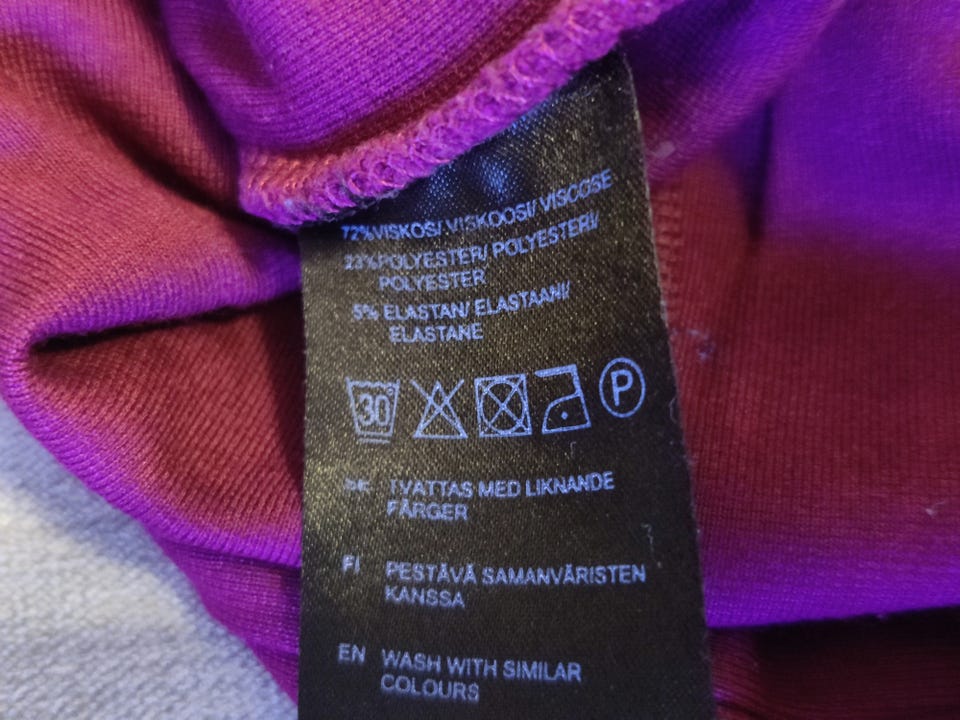 72% VISKOS/ VISKOOSI/ VISCOSE
23% POLYESTER/ POLYESTERI/
POLYESTER
5% ELASTAN/ ELASTAANI/
ELASTANE
30 P
SE TVÄTTAS MED LIKNANDE
FÄRGER
FI PESTÄVÄ SAMANVÄRISTEN
KANSSA
EN WASH WITH SIMILAR
COLOURS